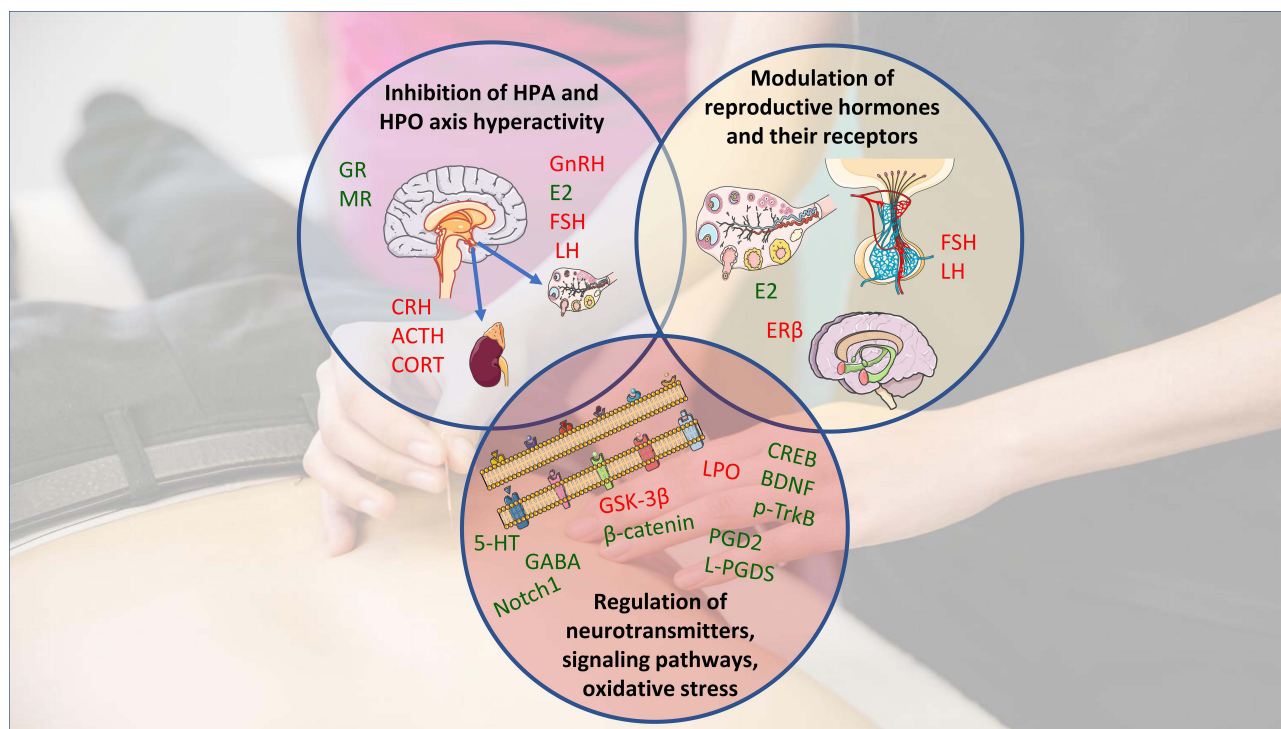 Inhibition of HPA and
HPO axis hyperactivity
GR
MR
GnRH
E2
FSH
LH
CRH
ACTH
CORT
Modulation of
reproductive hormones
and their receptors
E2
FSH
LH
ERβ
LPO
CREB
BDNF
p-TrkB
GSK-3β
β-catenin
PGD2
L-PGDS
5-HT
GABA
Notch1
Regulation of
neurotransmitters,
signaling pathways,
oxidative stress